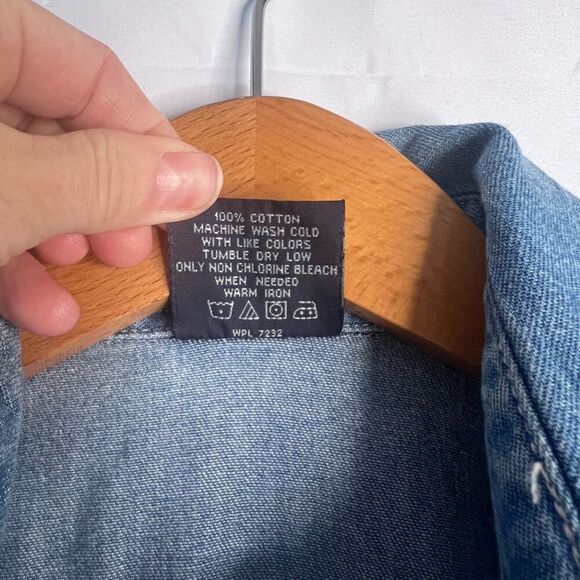 100% COTTON
MACHINE WASH COLD
WITH LIKE COLORS
TUMBLE DRY LOW
ONLY NON CHLORINE BLEACH
WHEN NEEDED
WARM IRON
WPL 7232